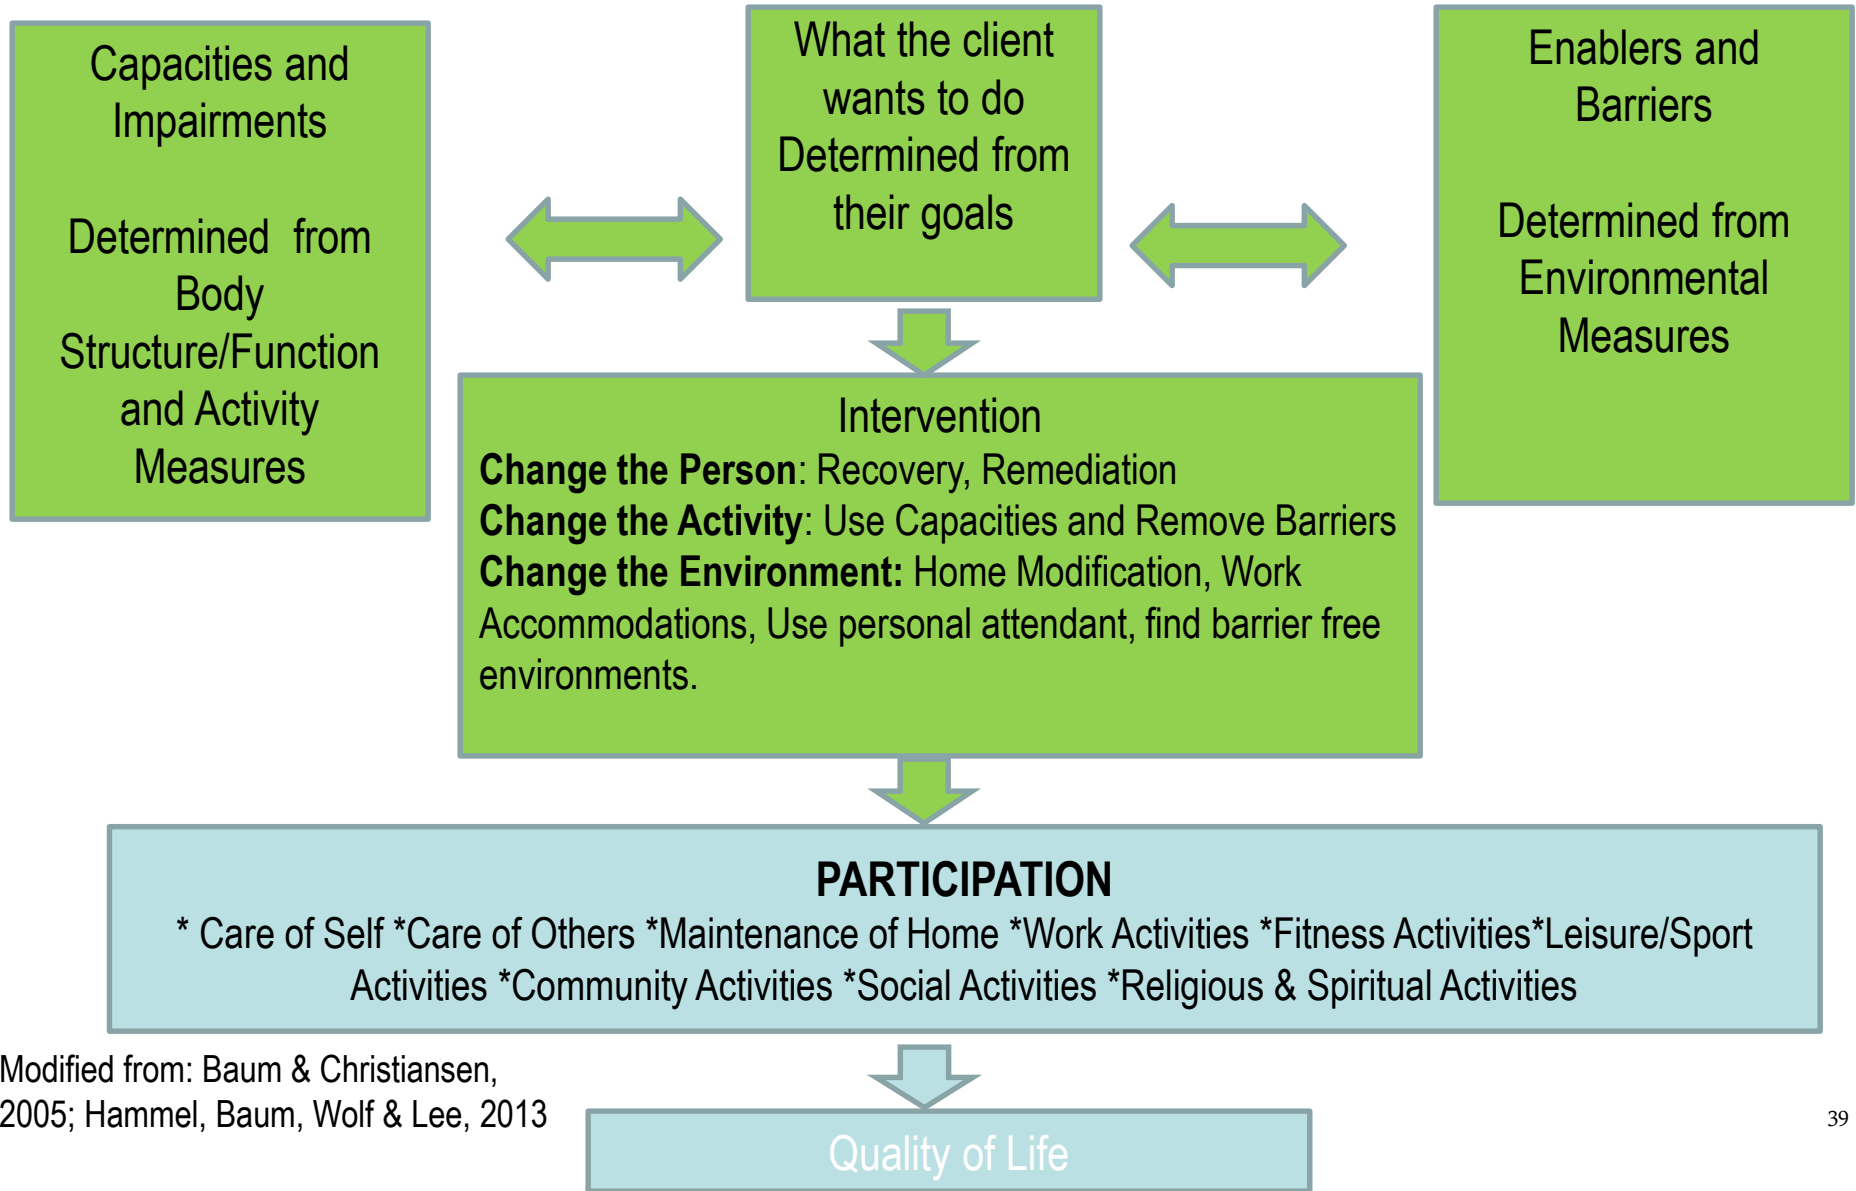 Capacities and
Impairments
Determined from
Body
Structure/Function
and Activity
Measures
What the client
wants to do
Determined from
their goals
Enablers and
Barriers
Determined from
Environmental
Measures
Intervention
Change the Person: Recovery, Remediation
Change the Activity: Use Capacities and Remove Barriers
Change the Environment: Home Modification, Work
Accommodations, Use personal attendant, find barrier free
environments.
PARTICIPATION
* Care of Self *Care of Others *Maintenance of Home *Work Activities *Fitness Activities*Leisure/Sport
Activities *Community Activities *Social Activities *Religious & Spiritual Activities
Modified from: Baum & Christiansen,
2005; Hammel, Baum, Wolf & Lee, 2013
39
Quality of Life